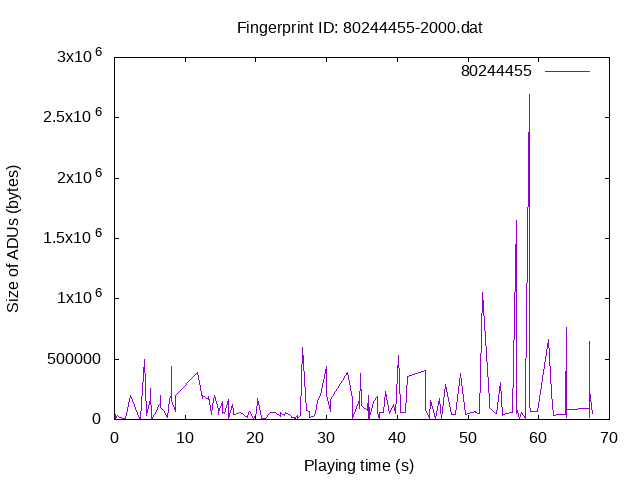 Fingerprint ID: 80244455-2000.dat
3x10^6
80244455
2.5x10^6
2x10^6
1.5x10^6
1x10^6
500000
0
Size of ADUs (bytes)
0 10 20 30 40 50 60 70
Playing time (s)